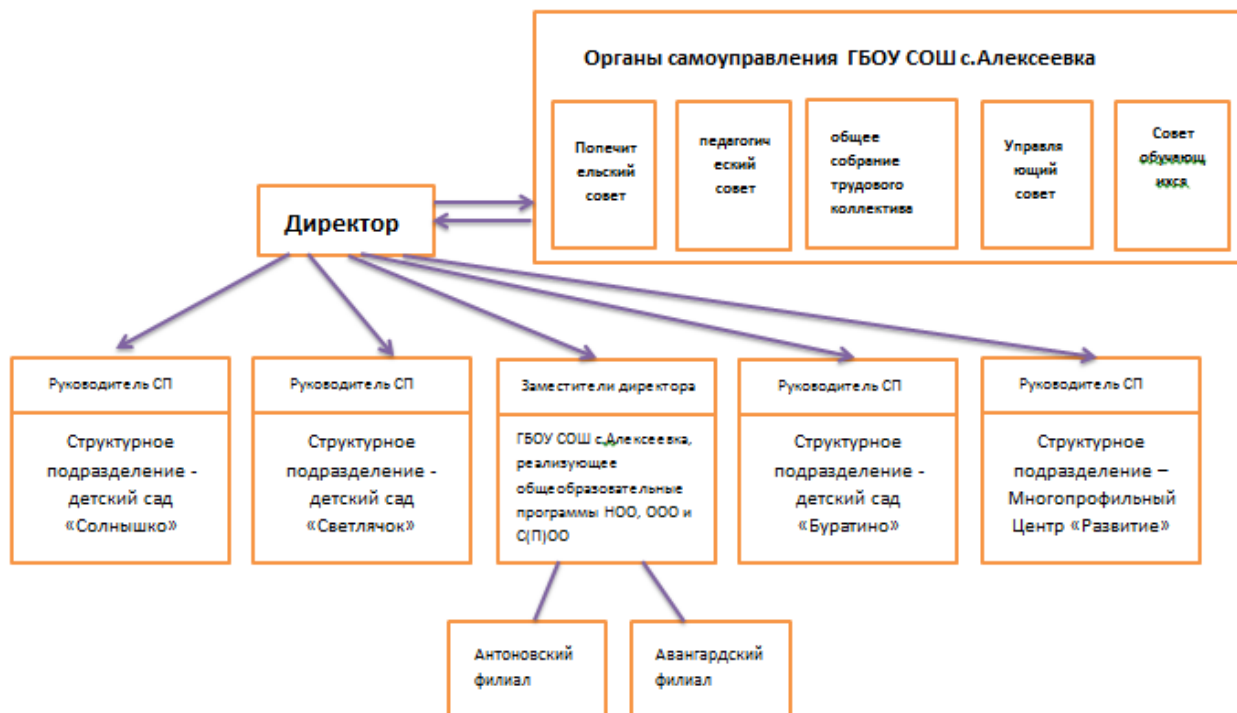 Органы самоуправления ГБОУ СОШ с.Алексеевка
Попечит
ельский
совет
педагогич
еский
совет
общее
собрание
трудового
коллектива
Управля
ющий
совет
Совет
обучающ
ихся
Директор
Руководитель СП
Структурное
подразделение -
детский сад
«Солнышко»
Руководитель СП
Структурное
подразделение -
детский сад
«Светлячок»
Заместители директора
ГБОУ СОШ с.Алексеевка,
реализующее
общеобразовательные
программы НОО, ООО и
С(П)ОО
Руководитель СП
Структурное
подразделение -
детский сад
«Буратино»
Руководитель СП
Структурное
подразделение –
Многопрофильный
Центр «Развитие»
Антоновский
филиал
Авангардский
филиал